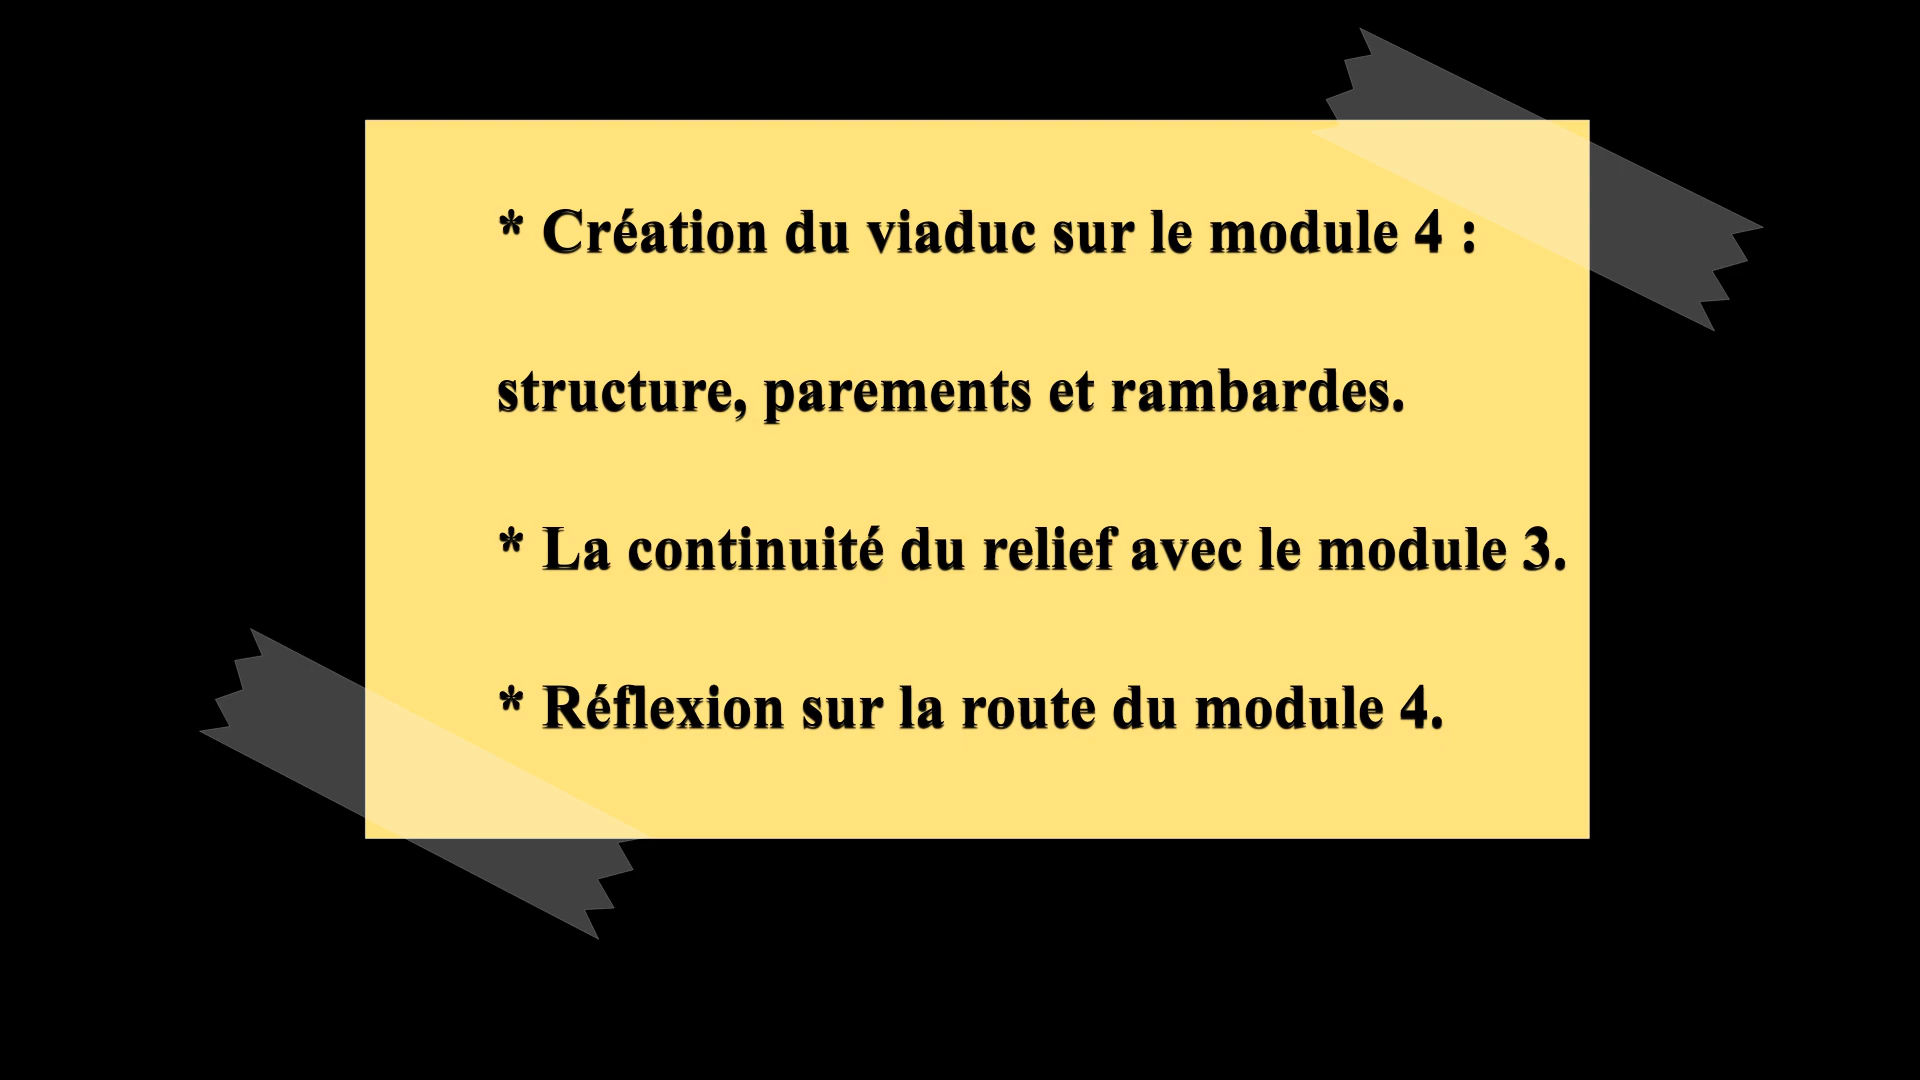 * Création du viaduc sur le module 4 :
structure, parements et rambardes.
* La continuité du relief avec le module 3.
* Réflexion sur la route du module 4.